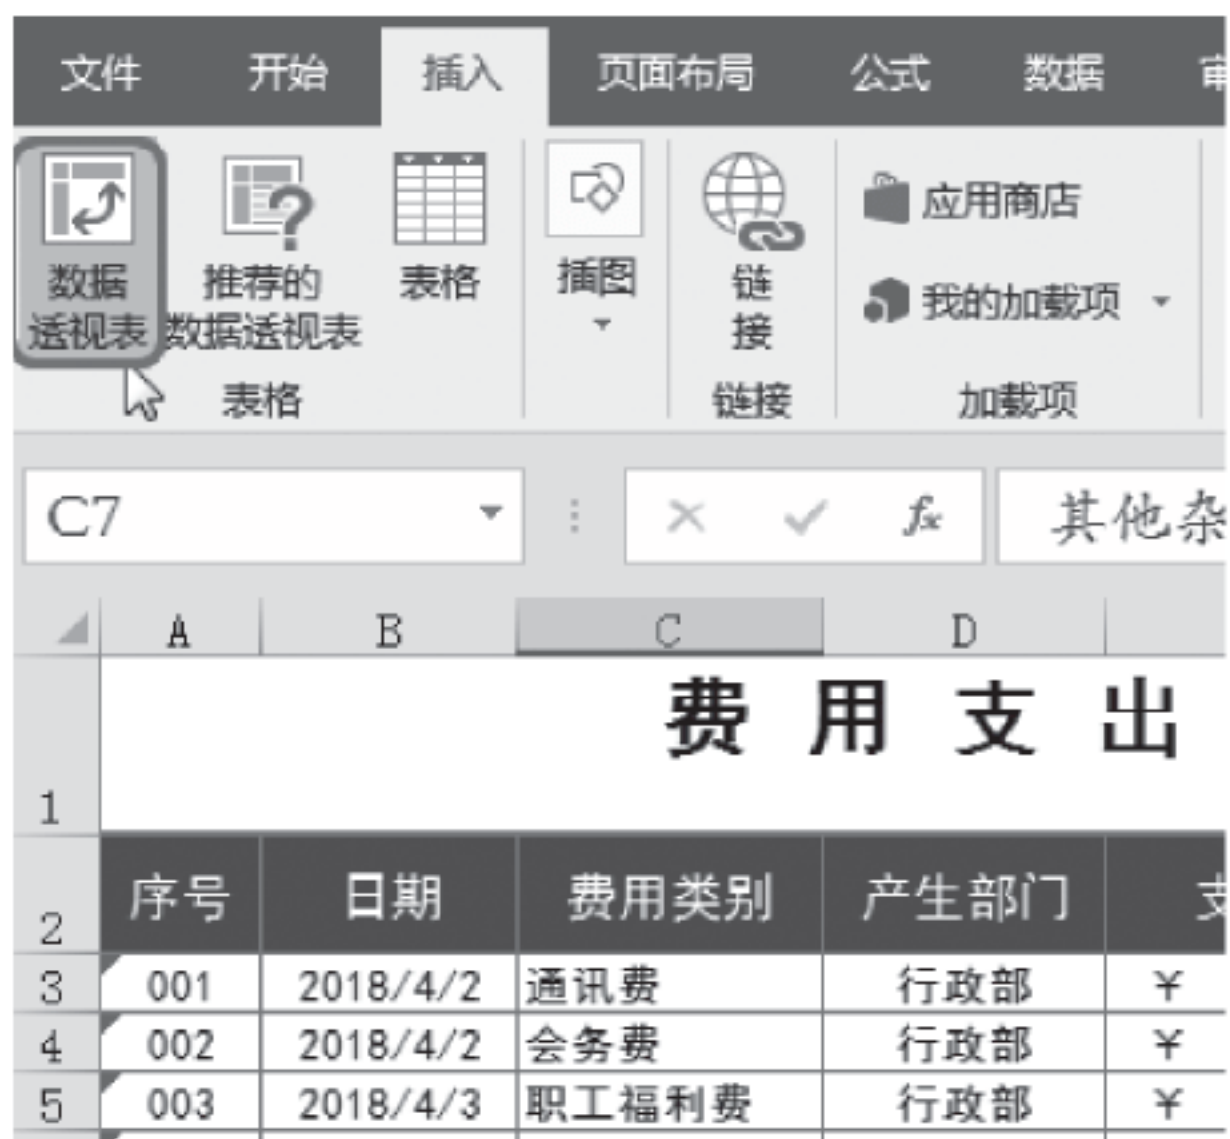 文件 开始 插入 页面布局 公式 数据
数据 推荐的 表格 插图 链 应用商店
透视表 数据透视表 接 我的加载项
表格 链接 加载项
C7 fx 其他杂
A B C D
费 用 支 出
1
2 序号 日期 费用类别 产生部门 支
3 001 2018/4/2 通讯费 行政部 ¥
4 002 2018/4/2 会务费 行政部 ¥
5 003 2018/4/3 职工福利费 行政部 ¥